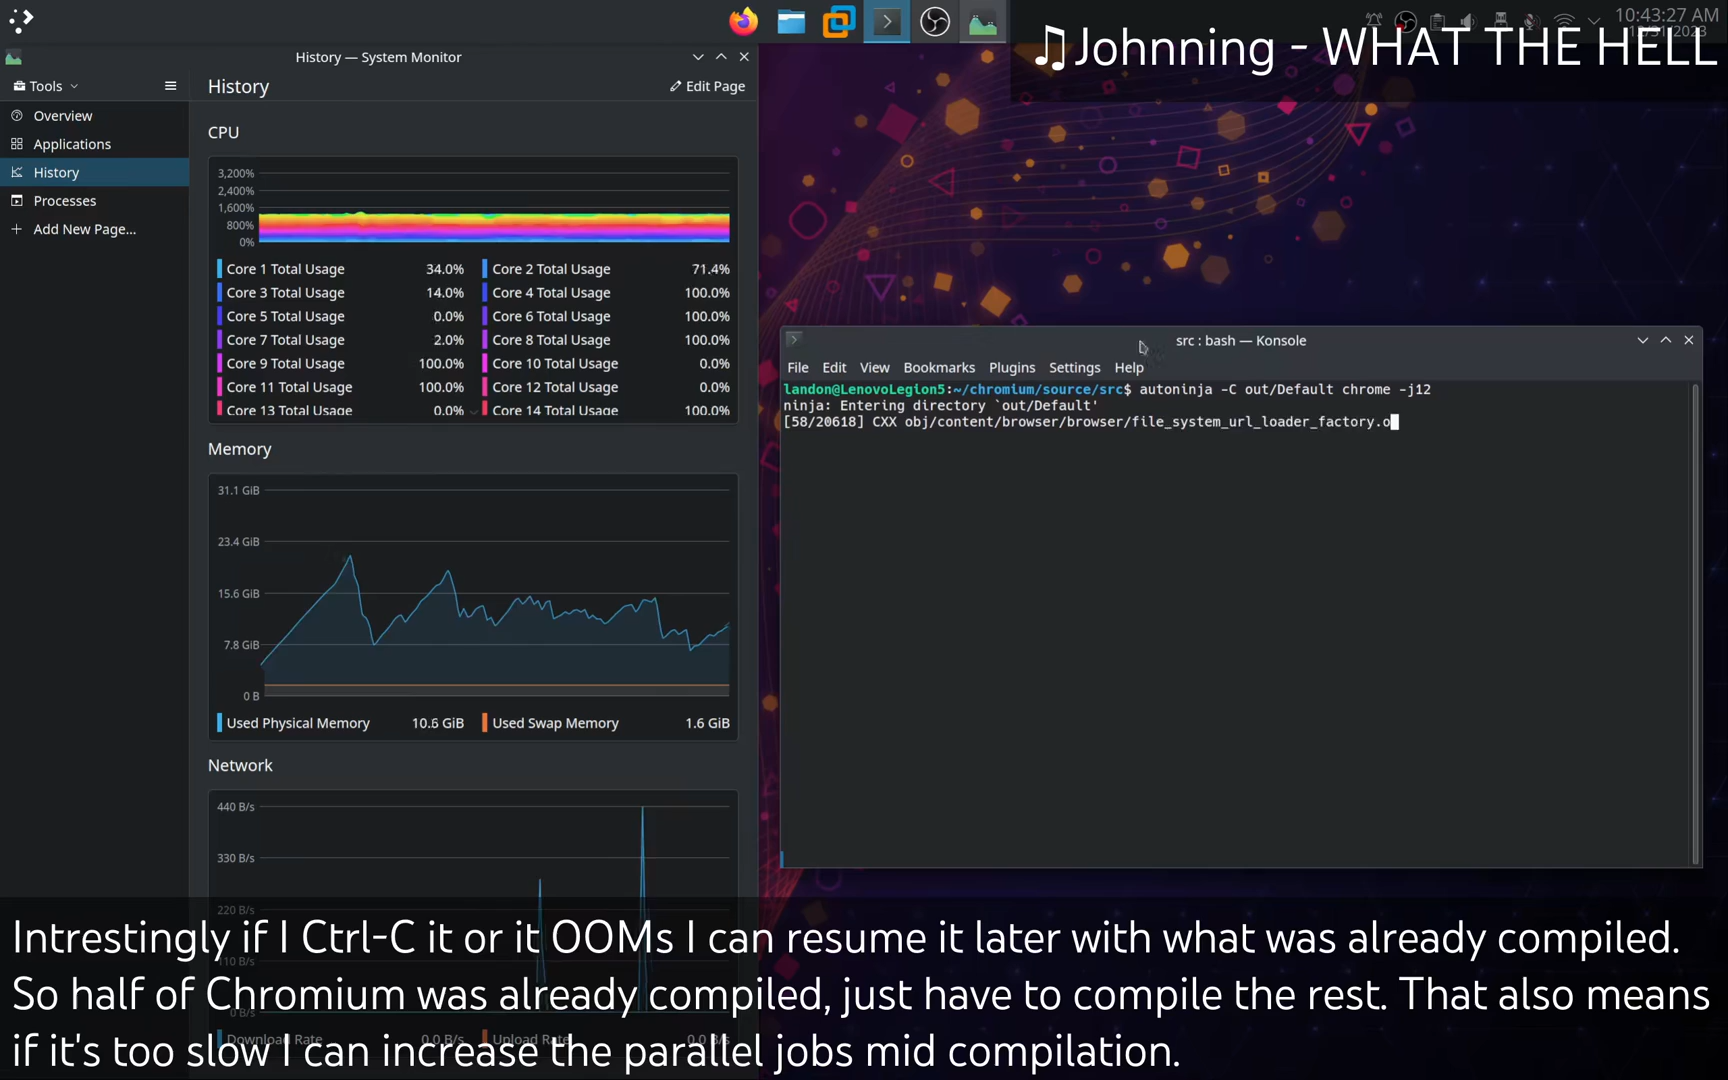 10:43:27 AM
♫Johnning - WHAT THE HELL
History — System Monitor
Tools
History
Edit Page
Overview
Applications
History
Processes
Add New Page...
CPU
3,200%
2,400%
1,600%
800%
0%
Core 1 Total Usage 34.0% Core 2 Total Usage 71.4%
Core 3 Total Usage 14.0% Core 4 Total Usage 100.0%
Core 5 Total Usage 0.0% Core 6 Total Usage 100.0%
Core 7 Total Usage 2.0% Core 8 Total Usage 100.0%
Core 9 Total Usage 100.0% Core 10 Total Usage 0.0%
Core 11 Total Usage 100.0% Core 12 Total Usage 0.0%
Core 13 Total Usage 0.0% Core 14 Total Usage 100.0%
Memory
31.1 GiB
23.4 GiB
15.6 GiB
7.8 GiB
0 B
Used Physical Memory 10.6 GiB Used Swap Memory 1.6 GiB
Network
440 B/s
330 B/s
220 B/s
110 B/s
0 B/s
Download Rate 0.0 B/s Upload Rate 0.0 B/s
src : bash — Konsole
File Edit View Bookmarks Plugins Settings Help
landon@LenovoLegion5:~/chromium/source/src$ autoninja -C out/Default chrome -j12
ninja: Entering directory `out/Default'
[58/20618] CXX obj/content/browser/browser/file_system_url_loader_factory.o
Intrestingly if I Ctrl-C it or it OOMs I can resume it later with what was already compiled.
So half of Chromium was already compiled, just have to compile the rest. That also means
if it's too slow I can increase the parallel jobs mid compilation.